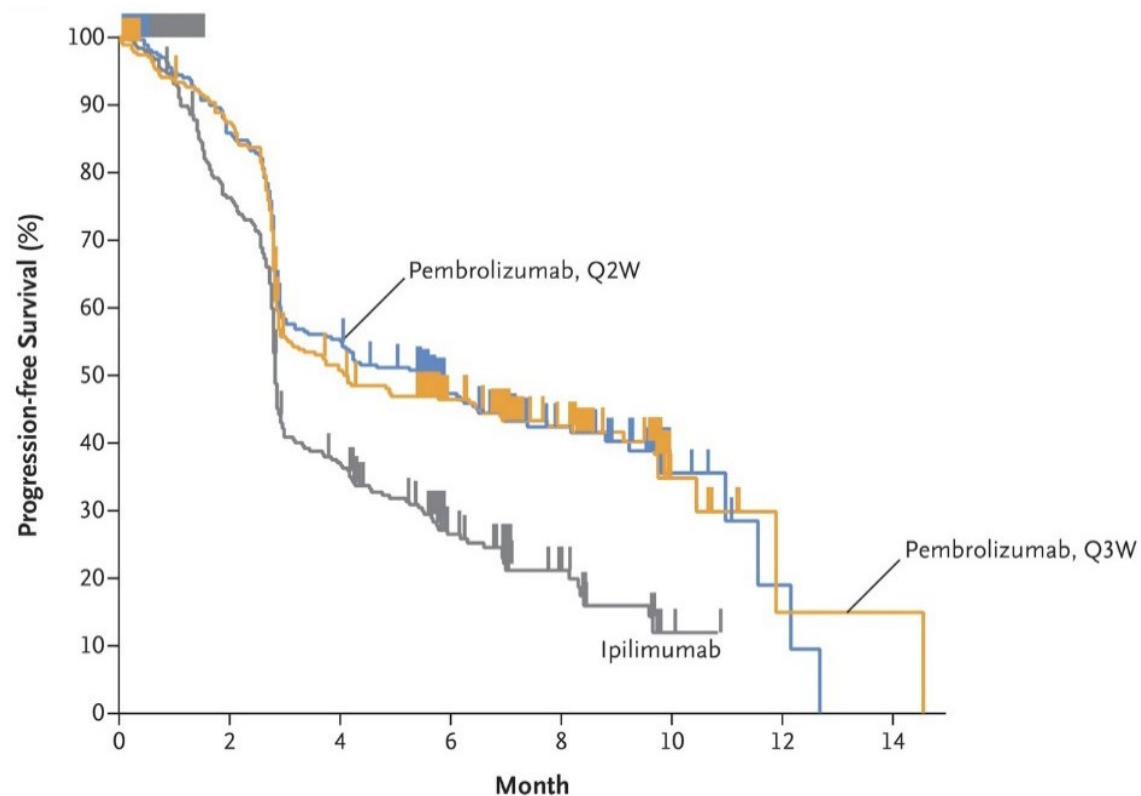 100
90
80
70
60
50
40
30
20
10
0
Progression-free Survival (%)
Pembrolizumab, Q2W
Pembrolizumab, Q3W
Ipilimumab
0 2 4 6 8 10 12 14
Month